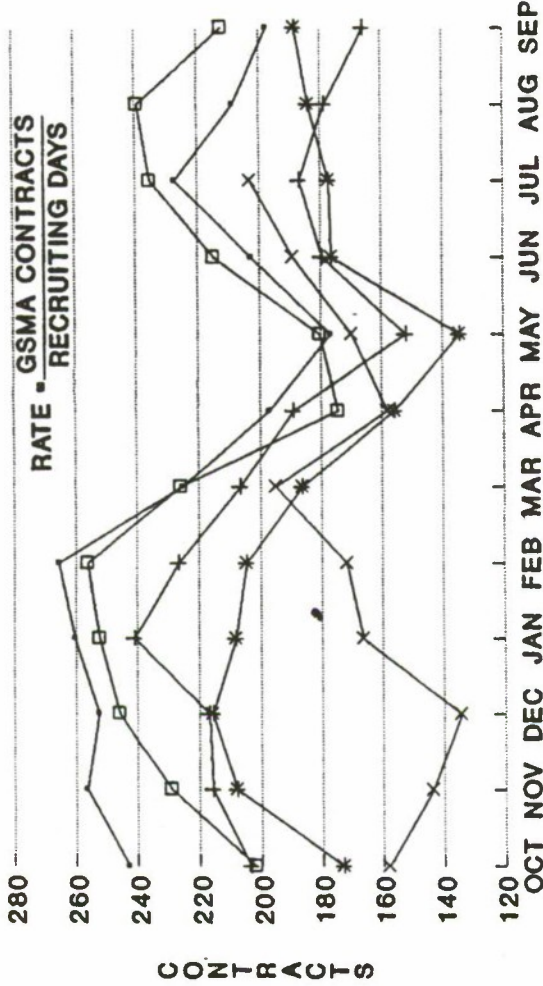 RATE = GSMA CONTRACTS
RECRUITING DAYS
CONTRACTS
280
260
240
220
200
180
160
140
120
OCT NOV DEC JAN FEB MAR APR MAY JUN JUL AUG SEP